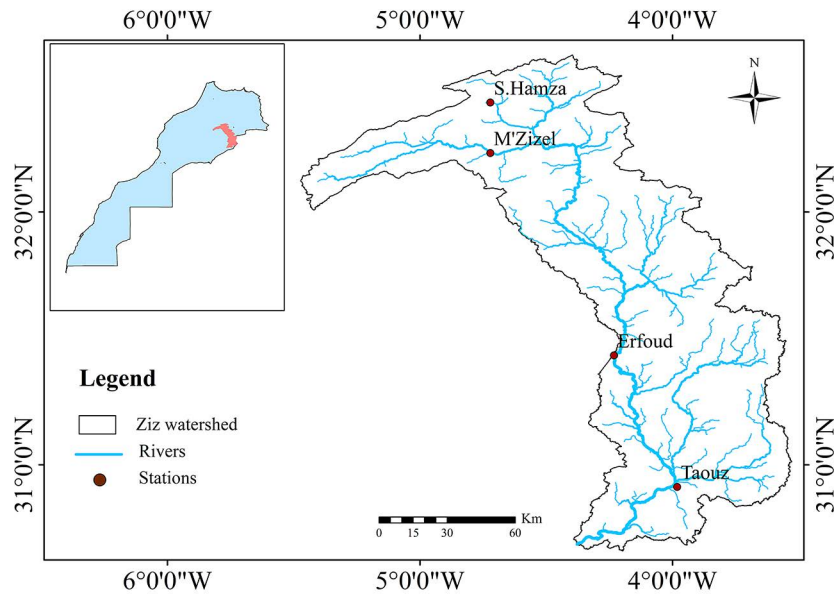 6°0'0"W 5°0'0"W 4°0'0"W
S.Hamza
N
M'Zizel
32°0'0"N
32°0'0"N
Erfoud
Legend
Ziz watershed
Rivers
Stations
Taouz
31°0'0"N
31°0'0"N
Km
0 15 30 60
6°0'0"W 5°0'0"W 4°0'0"W